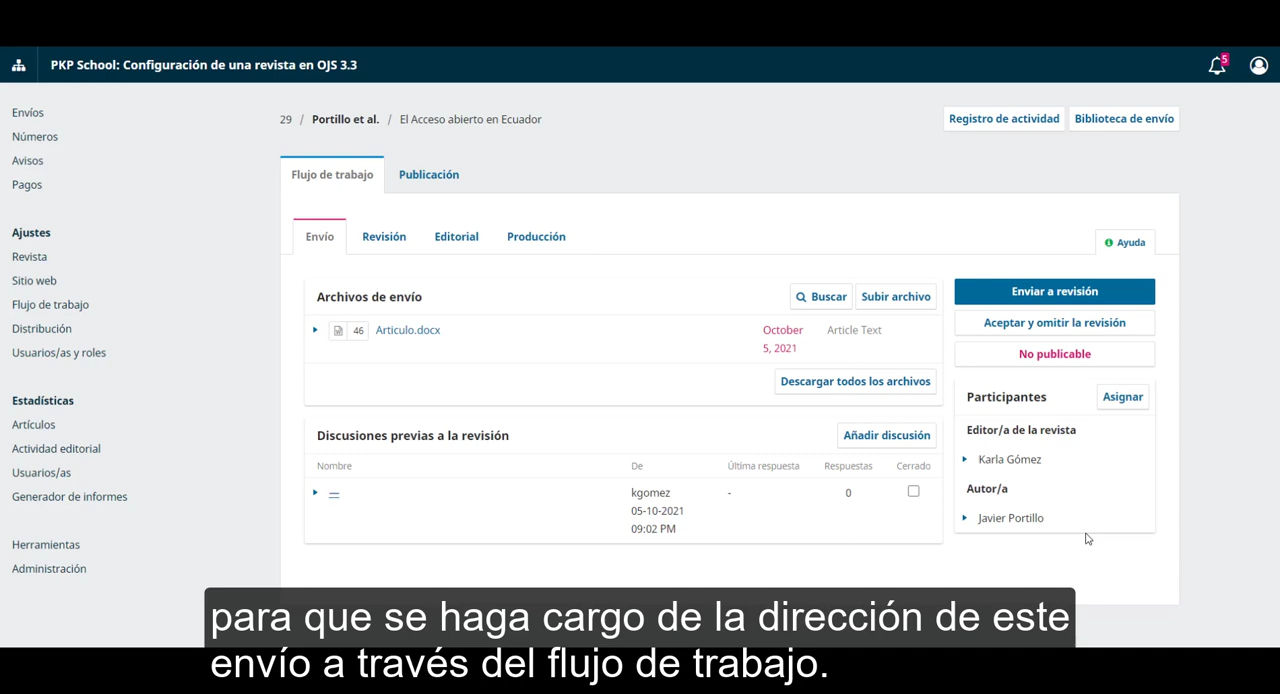 PKP School: Configuración de una revista en OJS 3.3
5
Envíos
Números
Avisos
Pagos
Ajustes
Revista
Sitio web
Flujo de trabajo
Distribución
Usuarios/as y roles
Estadísticas
Artículos
Actividad editorial
Usuarios/as
Generador de informes
Herramientas
Administración
29 / Portillo et al. / El Acceso abierto en Ecuador
Registro de actividad
Biblioteca de envío
Flujo de trabajo
Publicación
Envío
Revisión
Editorial
Producción
Ayuda
Archivos de envío
Buscar
Subir archivo
46
Articulo.docx
October
5, 2021
Article Text
Descargar todos los archivos
Discusiones previas a la revisión
Añadir discusión
Nombre
De
Última respuesta
Respuestas
Cerrado
—
kgomez
05-10-2021
09:02 PM
-
0
Enviar a revisión
Aceptar y omitir la revisión
No publicable
Participantes
Asignar
Editor/a de la revista
Karla Gómez
Autor/a
Javier Portillo
para que se haga cargo de la dirección de este
envío a través del flujo de trabajo.